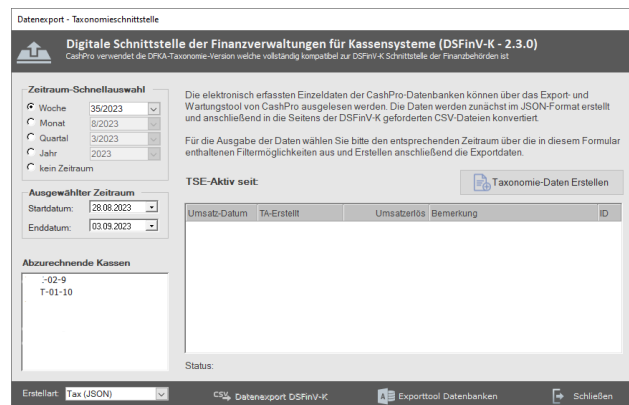 Datenexport - Taxonomieschnittstelle
Digitale Schnittstelle der Finanzverwaltungen für Kassensysteme (DSFinV-K - 2.3.0)
CashPro verwendet die DFKA-Taxonomie-Version welche vollständig kompatibel zur DSFinV-K Schnittstelle der Finanzbehörden ist
Zeitraum-Schnellauswahl
Woche 35/2023
Monat 8/2023
Quartal 3/2023
Jahr 2023
kein Zeitraum
Ausgewählter Zeitraum
Startdatum: 28.08.2023
Enddatum: 03.09.2023
Abzurechnende Kassen
-02-9
T-01-10
Die elektronisch erfassten Einzeldaten der CashPro-Datenbanken können über das Export- und
Wartungstool von CashPro ausgelesen werden. Die Daten werden zunächst im JSON-Format erstellt
und anschließend in die Seitens der DSFinV-K geforderten CSV-Dateien konvertiert.
Für die Ausgabe der Daten wählen Sie bitte den entsprechenden Zeitraum über die in diesem Formular
enthaltenen Filtermöglichkeiten aus und Erstellen anschließend die Exportdaten.
TSE-Aktiv seit:
Taxonomie-Daten Erstellen
Umsatz-Datum TA-Erstellt Umsatzerlös Bemerkung ID
Status:
Erstellart: Tax (JSON)
CSV Datenexport DSFinV-K
Exporttool Datenbanken
Schließen